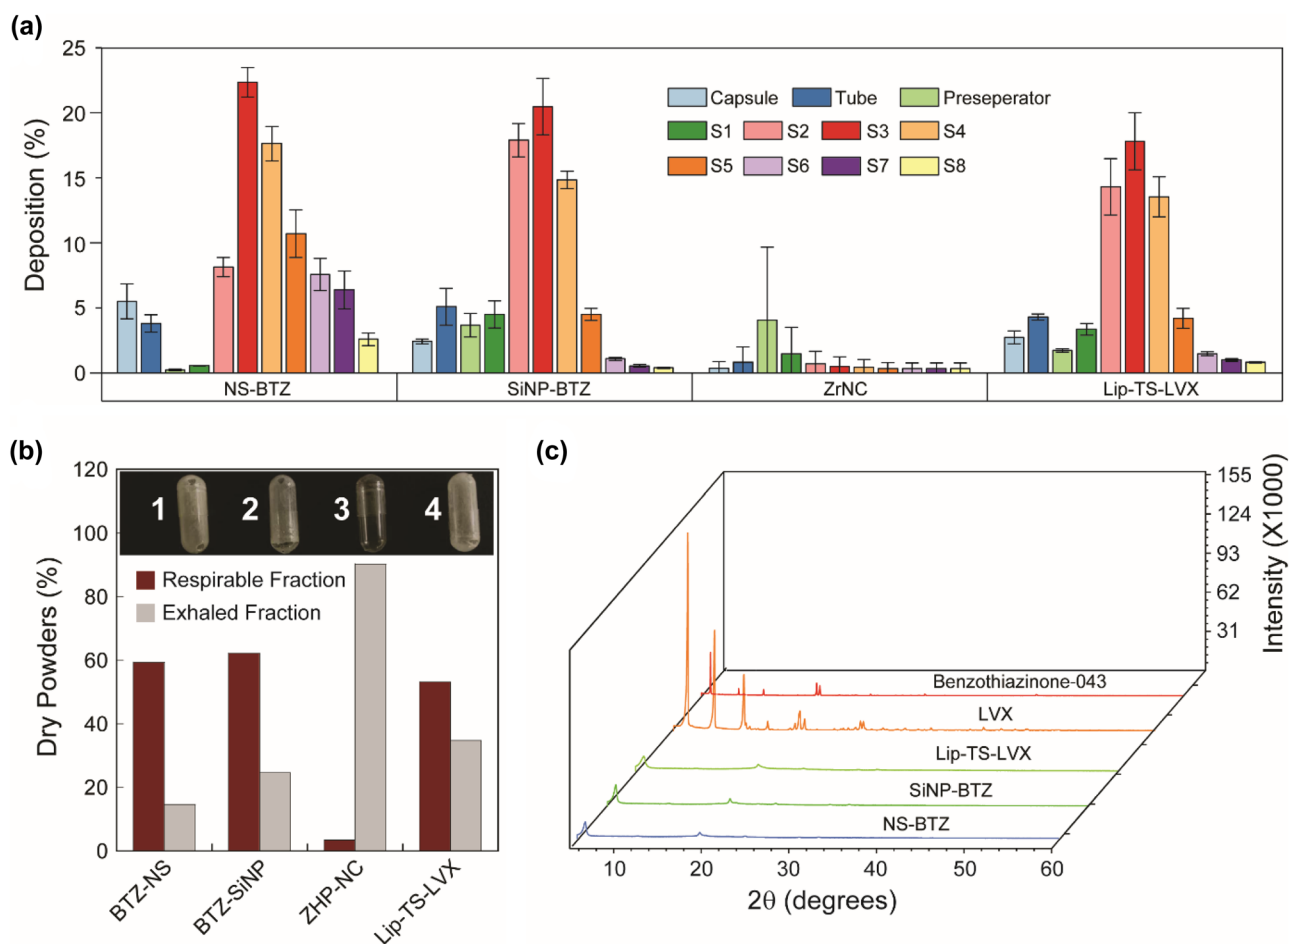 (a)
25
20
15
10
5
0
Deposition (%)
Capsule Tube Preseperator
S1 S2 S3 S4
S5 S6 S7 S8
NS-BTZ SiNP-BTZ ZrNC Lip-TS-LVX
(b)
120
100
80
60
40
20
0
Dry Powders (%)
1 2 3 4
Respirable Fraction
Exhaled Fraction
BTZ-NS BTZ-SiNP ZHP-NC Lip-TS-LVX
(c)
155
124
93
62
31
Intensity (X1000)
Benzothiazinone-043
LVX
Lip-TS-LVX
SiNP-BTZ
NS-BTZ
10 20 30 40 50 60
2θ (degrees)